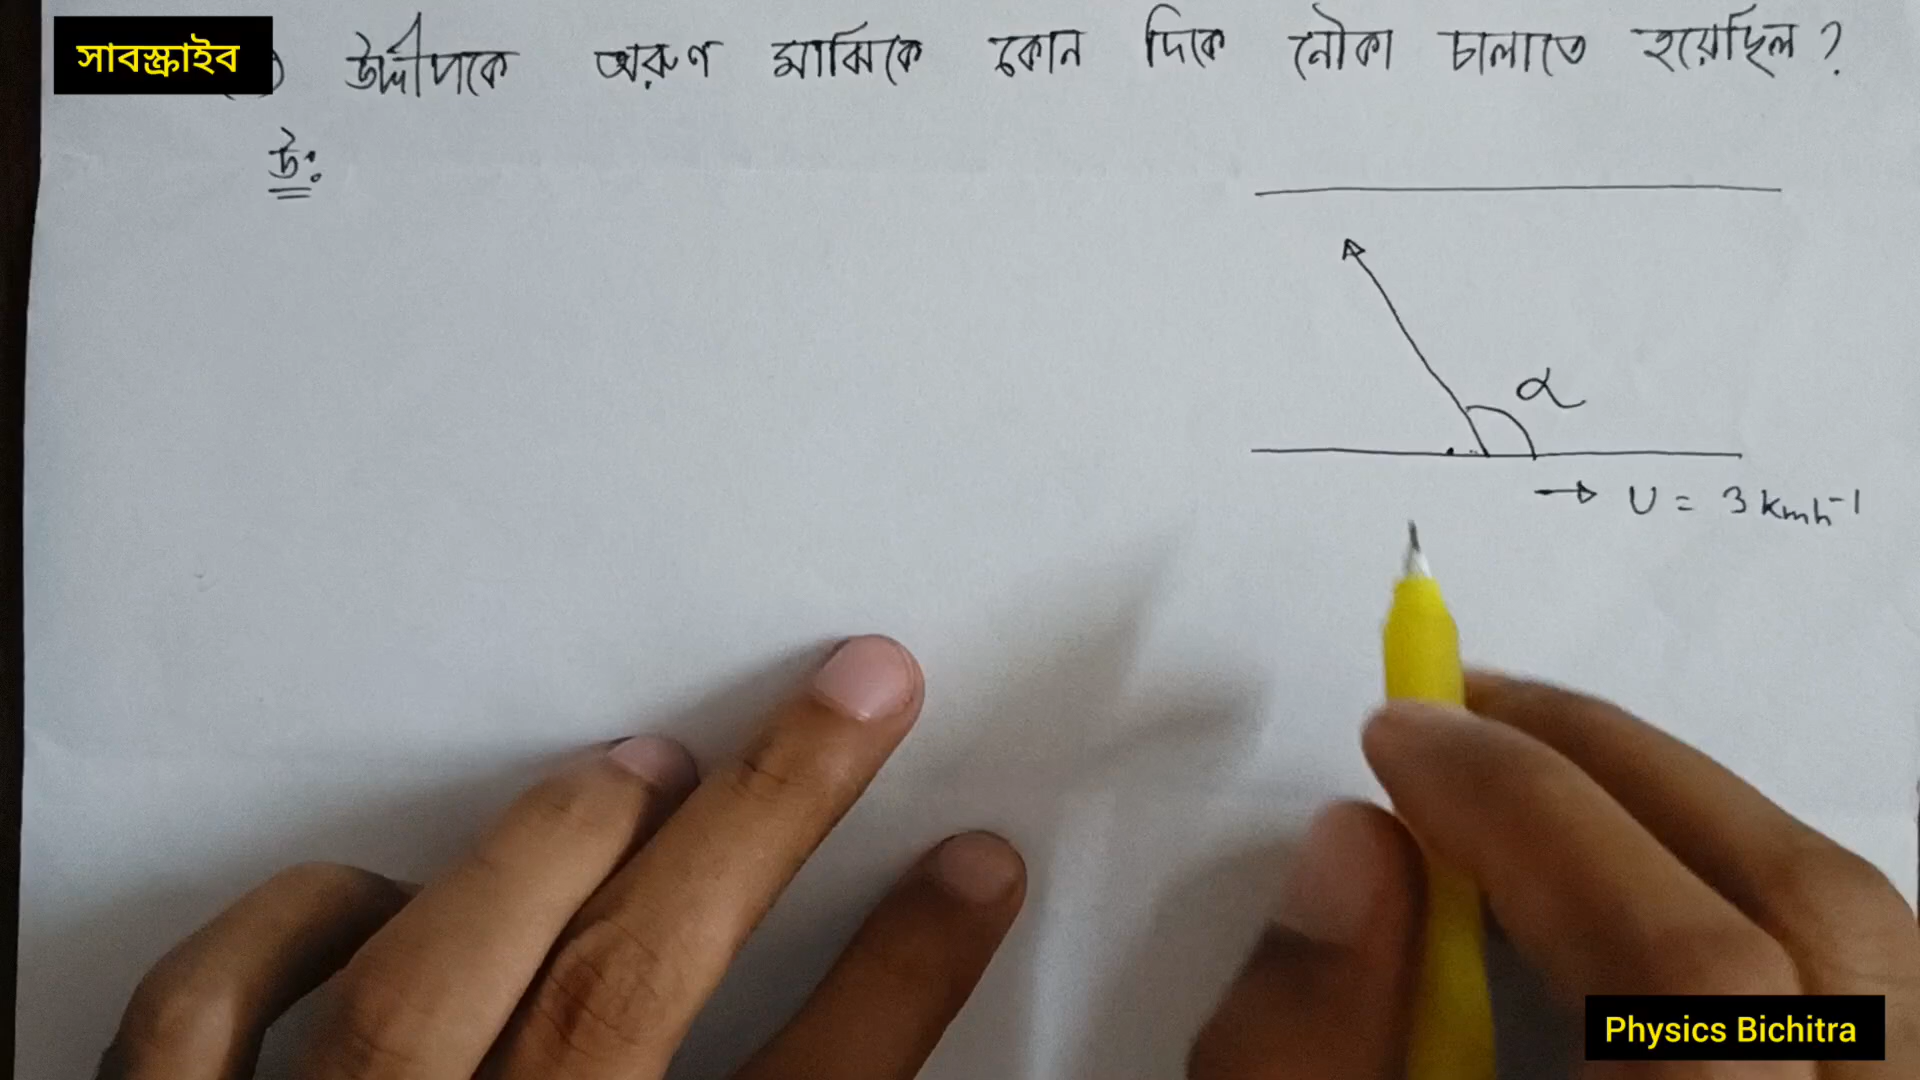 সাবস্ক্রাইব
উদ্দীপকে অরুণ মাঝিকে কোন দিকে নৌকা চালাতে হয়েছিল ?
উ:
α
→ U = 3 kmh⁻¹
Physics Bichitra